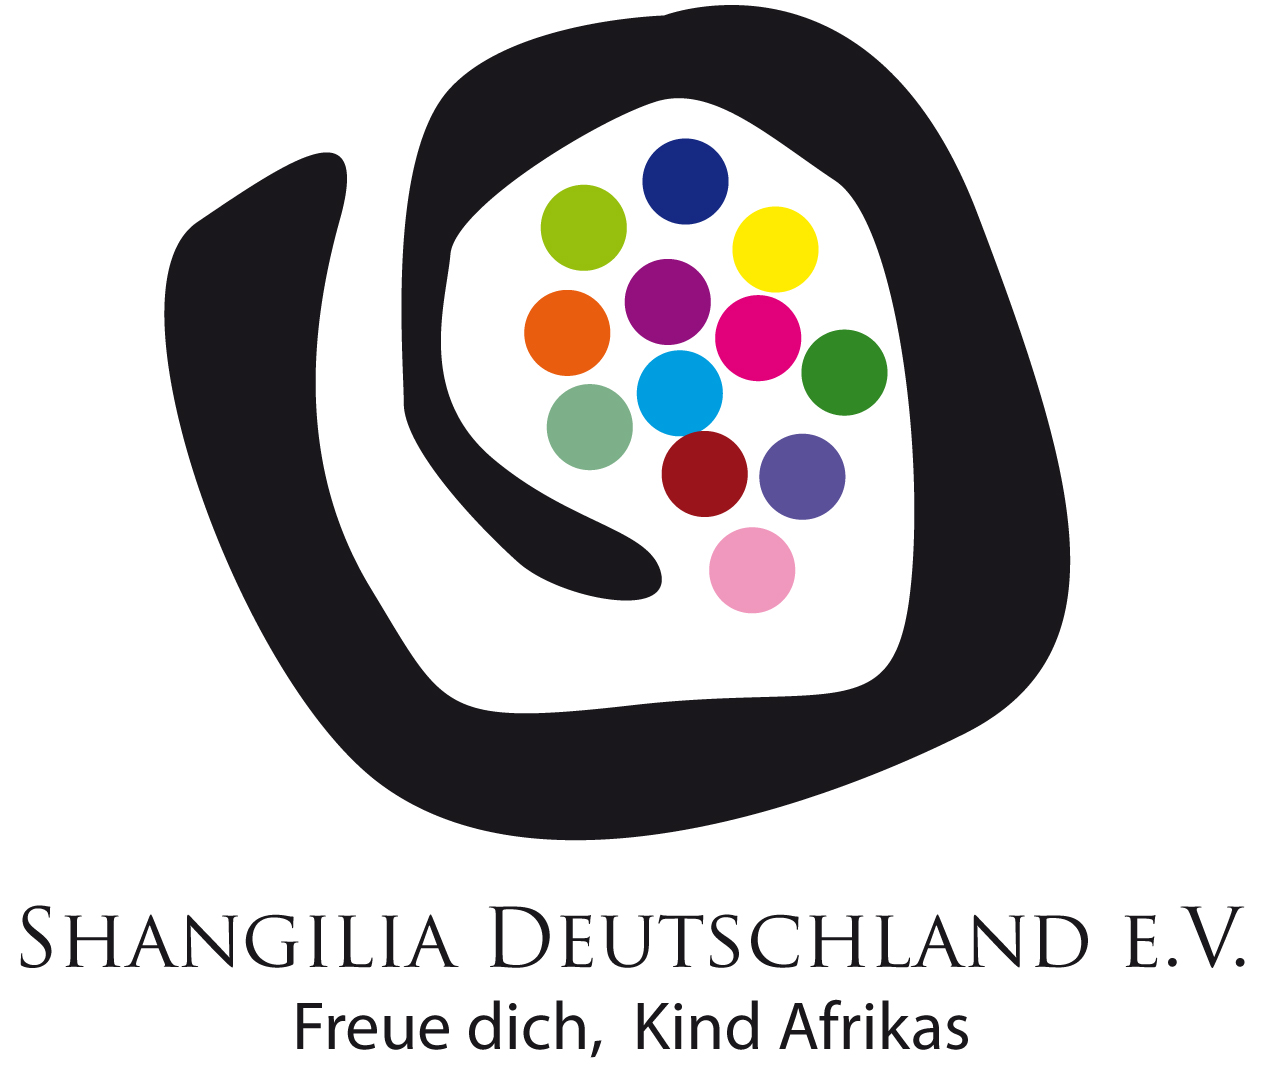 Shangilia Deutschland e.V.
Freue dich, Kind Afrikas